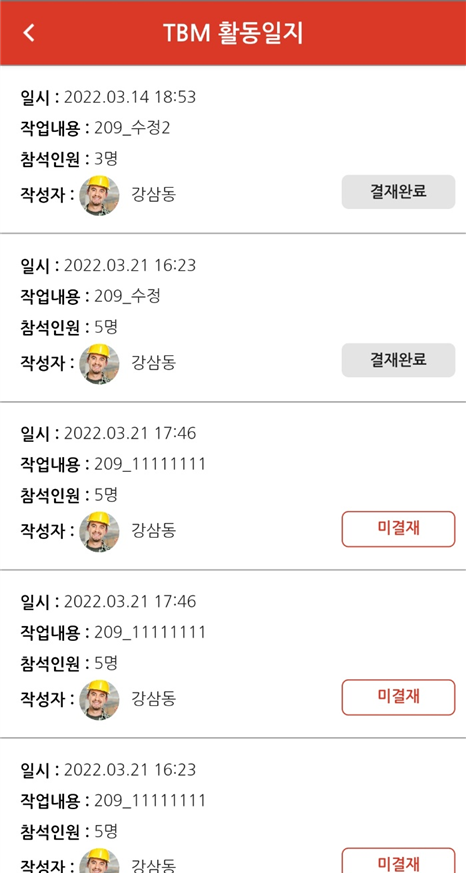 TBM 활동일지
일시 : 2022.03.14 18:53
작업내용 : 209_수정2
참석인원 : 3명
작성자 : 강삼동
결재완료
일시 : 2022.03.21 16:23
작업내용 : 209_수정
참석인원 : 5명
작성자 : 강삼동
결재완료
일시 : 2022.03.21 17:46
작업내용 : 209_11111111
참석인원 : 5명
작성자 : 강삼동
미결재
일시 : 2022.03.21 17:46
작업내용 : 209_11111111
참석인원 : 5명
작성자 : 강삼동
미결재
일시 : 2022.03.21 16:23
작업내용 : 209_11111111
참석인원 : 5명
작성자 : 강삼동
미결재